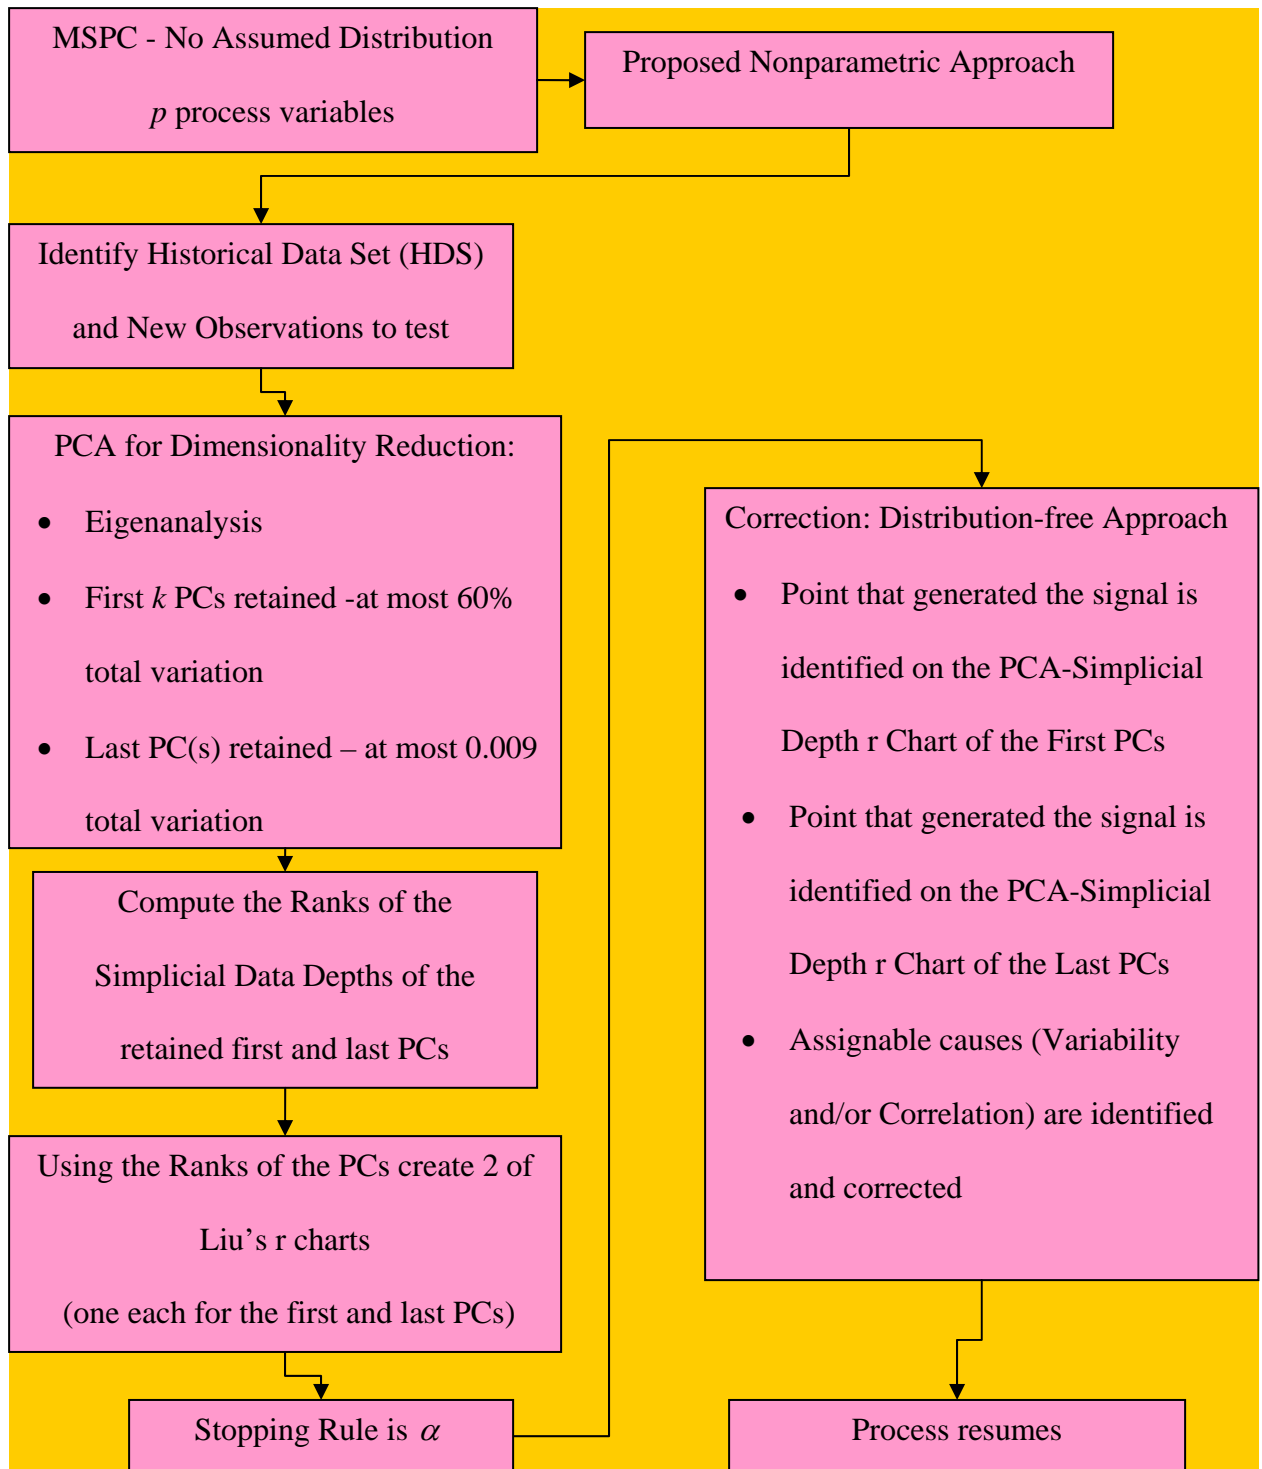 MSPC - No Assumed Distribution
p process variables
Proposed Nonparametric Approach
Identify Historical Data Set (HDS)
and New Observations to test
PCA for Dimensionality Reduction:
• Eigenanalysis
• First k PCs retained -at most 60%
total variation
• Last PC(s) retained – at most 0.009
total variation
Compute the Ranks of the
Simplicial Data Depths of the
retained first and last PCs
Using the Ranks of the PCs create 2 of
Liu’s r charts
(one each for the first and last PCs)
Stopping Rule is α
Correction: Distribution-free Approach
• Point that generated the signal is
identified on the PCA-Simplicial
Depth r Chart of the First PCs
• Point that generated the signal is
identified on the PCA-Simplicial
Depth r Chart of the Last PCs
• Assignable causes (Variability
and/or Correlation) are identified
and corrected
Process resumes